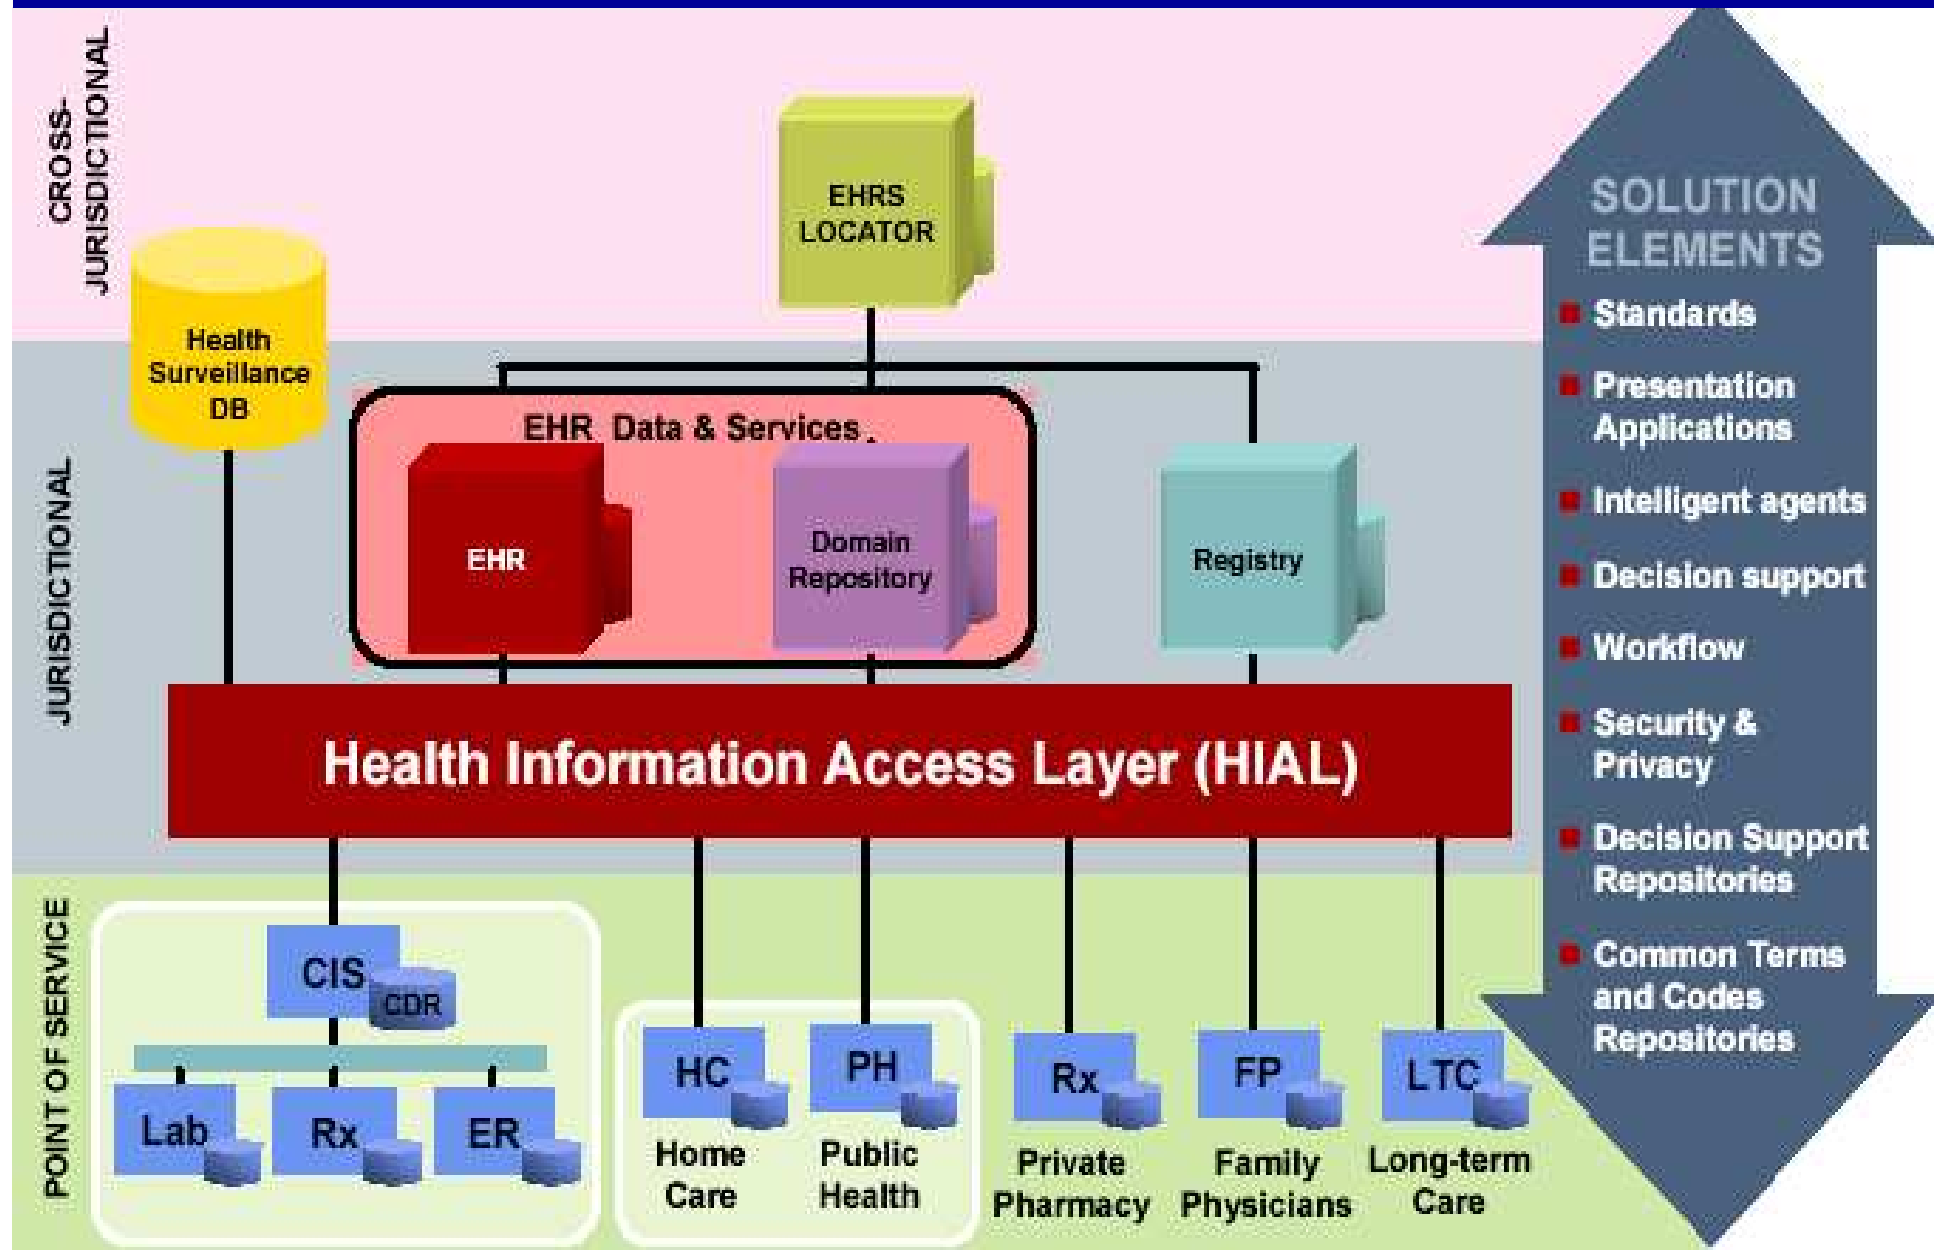 CROSS-
JURISDICTIONAL
EHRS
LOCATOR
Health
Surveillance
DB
JURISDICTIONAL
EHR Data & Services
EHR
Domain
Repository
Registry
Health Information Access Layer (HIAL)
POINT OF SERVICE
CIS
CDR
Lab
Rx
ER
HC
Home
Care
PH
Public
Health
Rx
Private
Pharmacy
FP
Family
Physicians
LTC
Long-term
Care
SOLUTION
ELEMENTS
Standards
Presentation
Applications
Intelligent agents
Decision support
Workflow
Security &
Privacy
Decision Support
Repositories
Common Terms
and Codes
Repositories